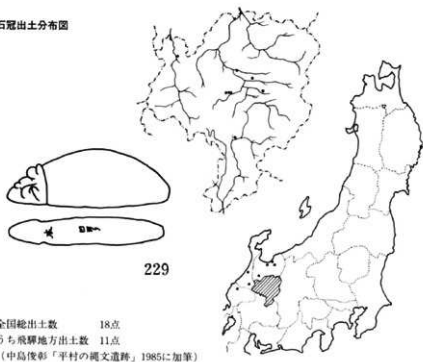 石冠出土分布図
229
全国総出土数 18点
うち飛騨地方出土数 11点
(中島俊彰「平村の縄文遺跡」1985に加筆)